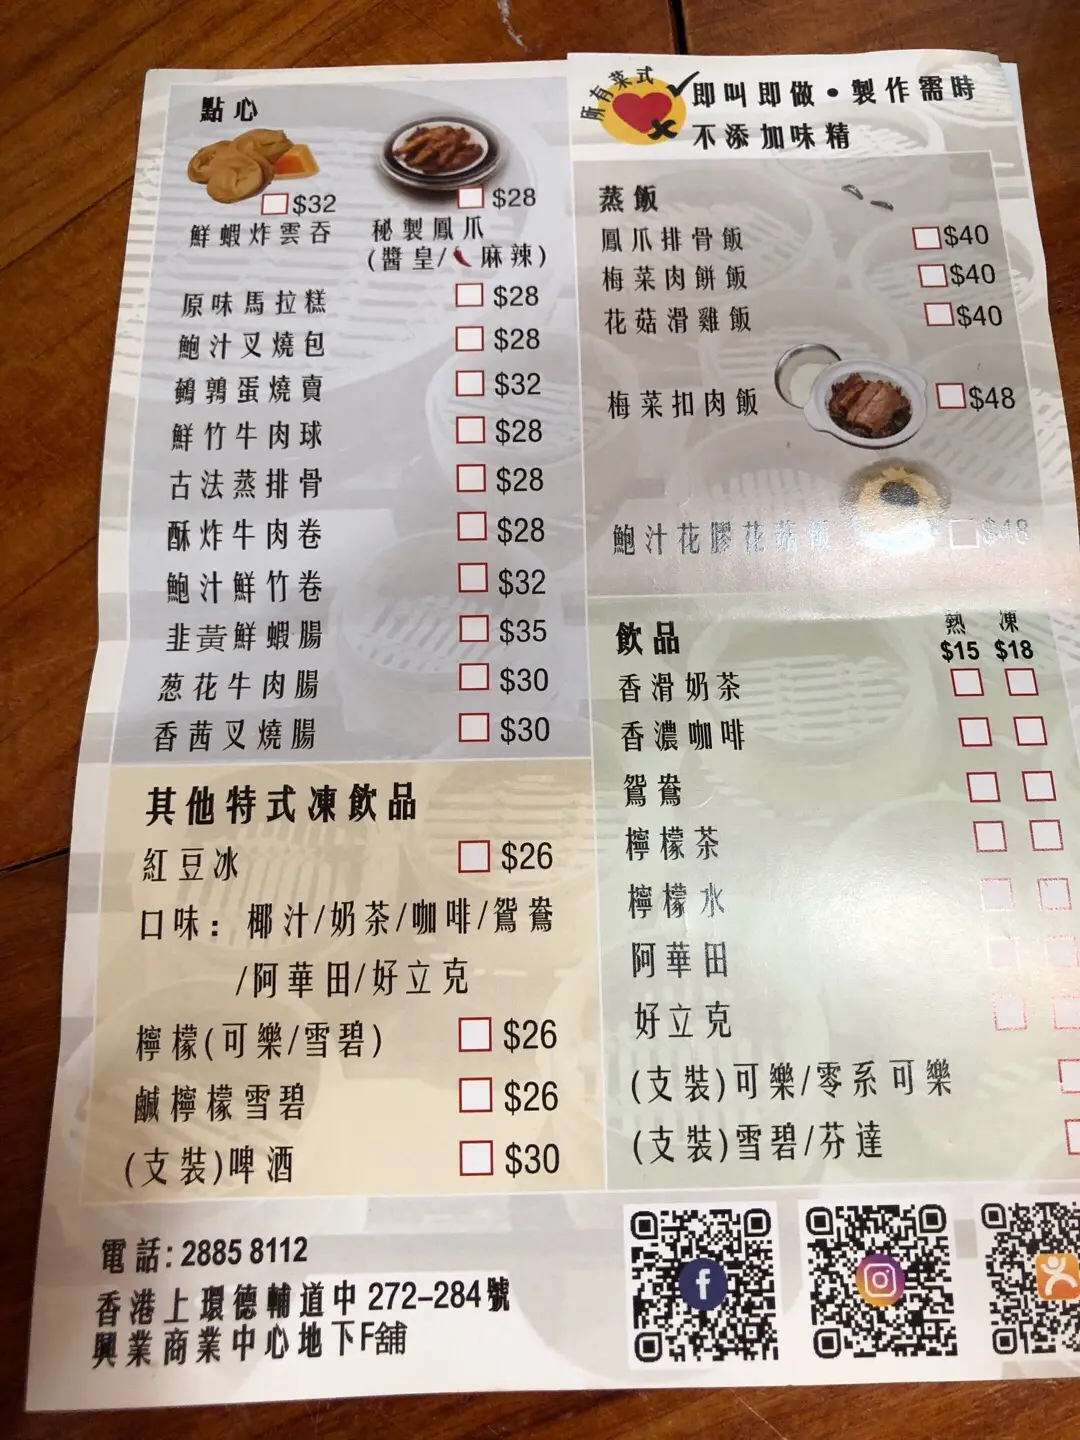 點心
$32
鮮蝦炸雲吞
$28
秘製鳳爪
(醬皇/麻辣)
原味馬拉糕 $28
鮑汁叉燒包 $28
鵪鶉蛋燒賣 $32
鮮竹牛肉球 $28
古法蒸排骨 $28
酥炸牛肉卷 $28
鮑汁鮮竹卷 $32
韭黃鮮蝦腸 $35
葱花牛肉腸 $30
香茜叉燒腸 $30
其他特式凍飲品
紅豆冰 $26
口味: 椰汁/奶茶/咖啡/鴛鴦
/阿華田/好立克
檸檬(可樂/雪碧) $26
鹹檸檬雪碧 $26
(支裝)啤酒 $30
所有菜式
即叫即做•製作需時
不添加味精
蒸飯
鳳爪排骨飯 $40
梅菜肉餅飯 $40
花菇滑雞飯 $40
梅菜扣肉飯 $48
鮑汁花膠花菇飯 $48
飲品
熱 凍
$15 $18
香滑奶茶
香濃咖啡
鴛鴦
檸檬茶
檸檬水
阿華田
好立克
(支裝)可樂/零系可樂
(支裝)雪碧/芬達
電話: 2885 8112
香港上環德輔道中 272–284號
興業商業中心地下F舖